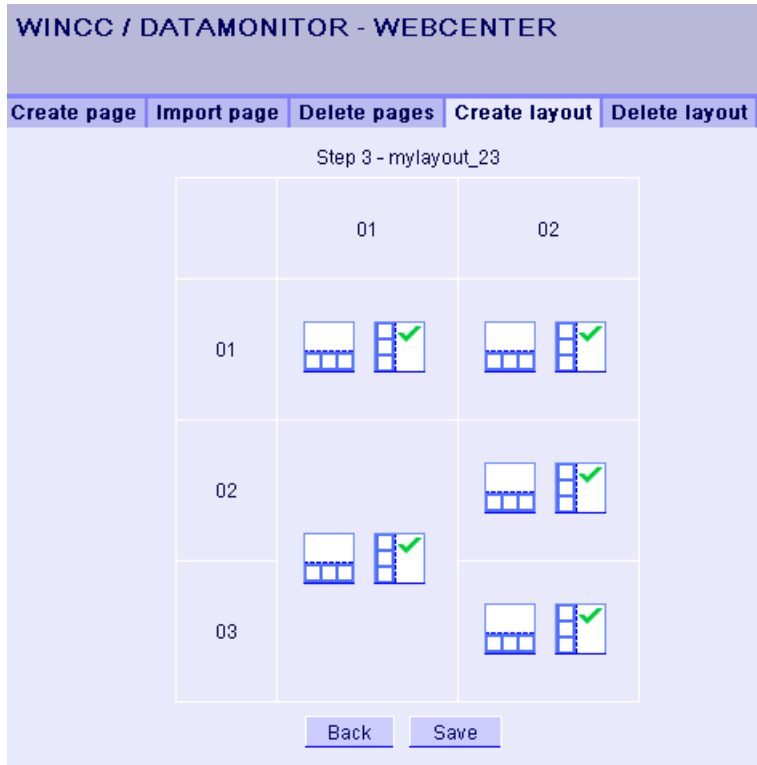 WINCC / DATAMONITOR - WEBCENTER
Create page Import page Delete pages Create layout Delete layout
Step 3 - mylayout_23
01 02
01
02
03
Back Save